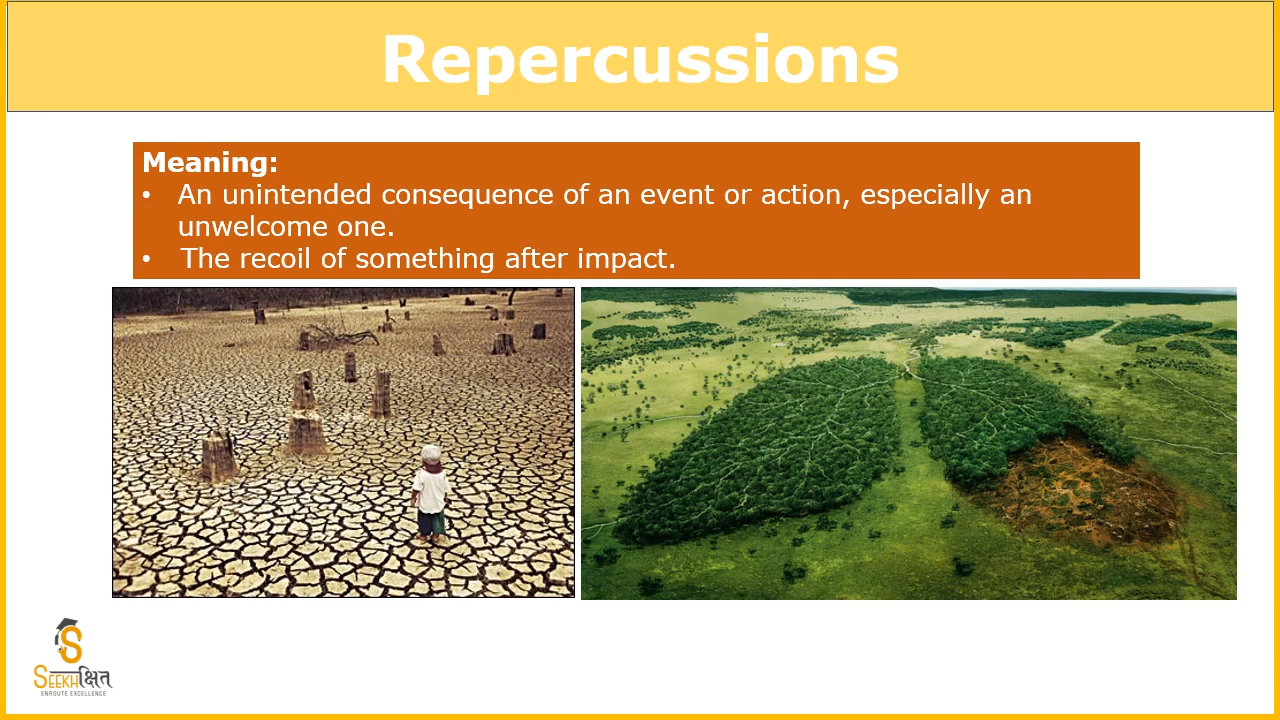 Repercussions
Meaning:
• An unintended consequence of an event or action, especially an
unwelcome one.
• The recoil of something after impact.
S
SEEKHक्षित्
ENROUTE EXCELLENCE